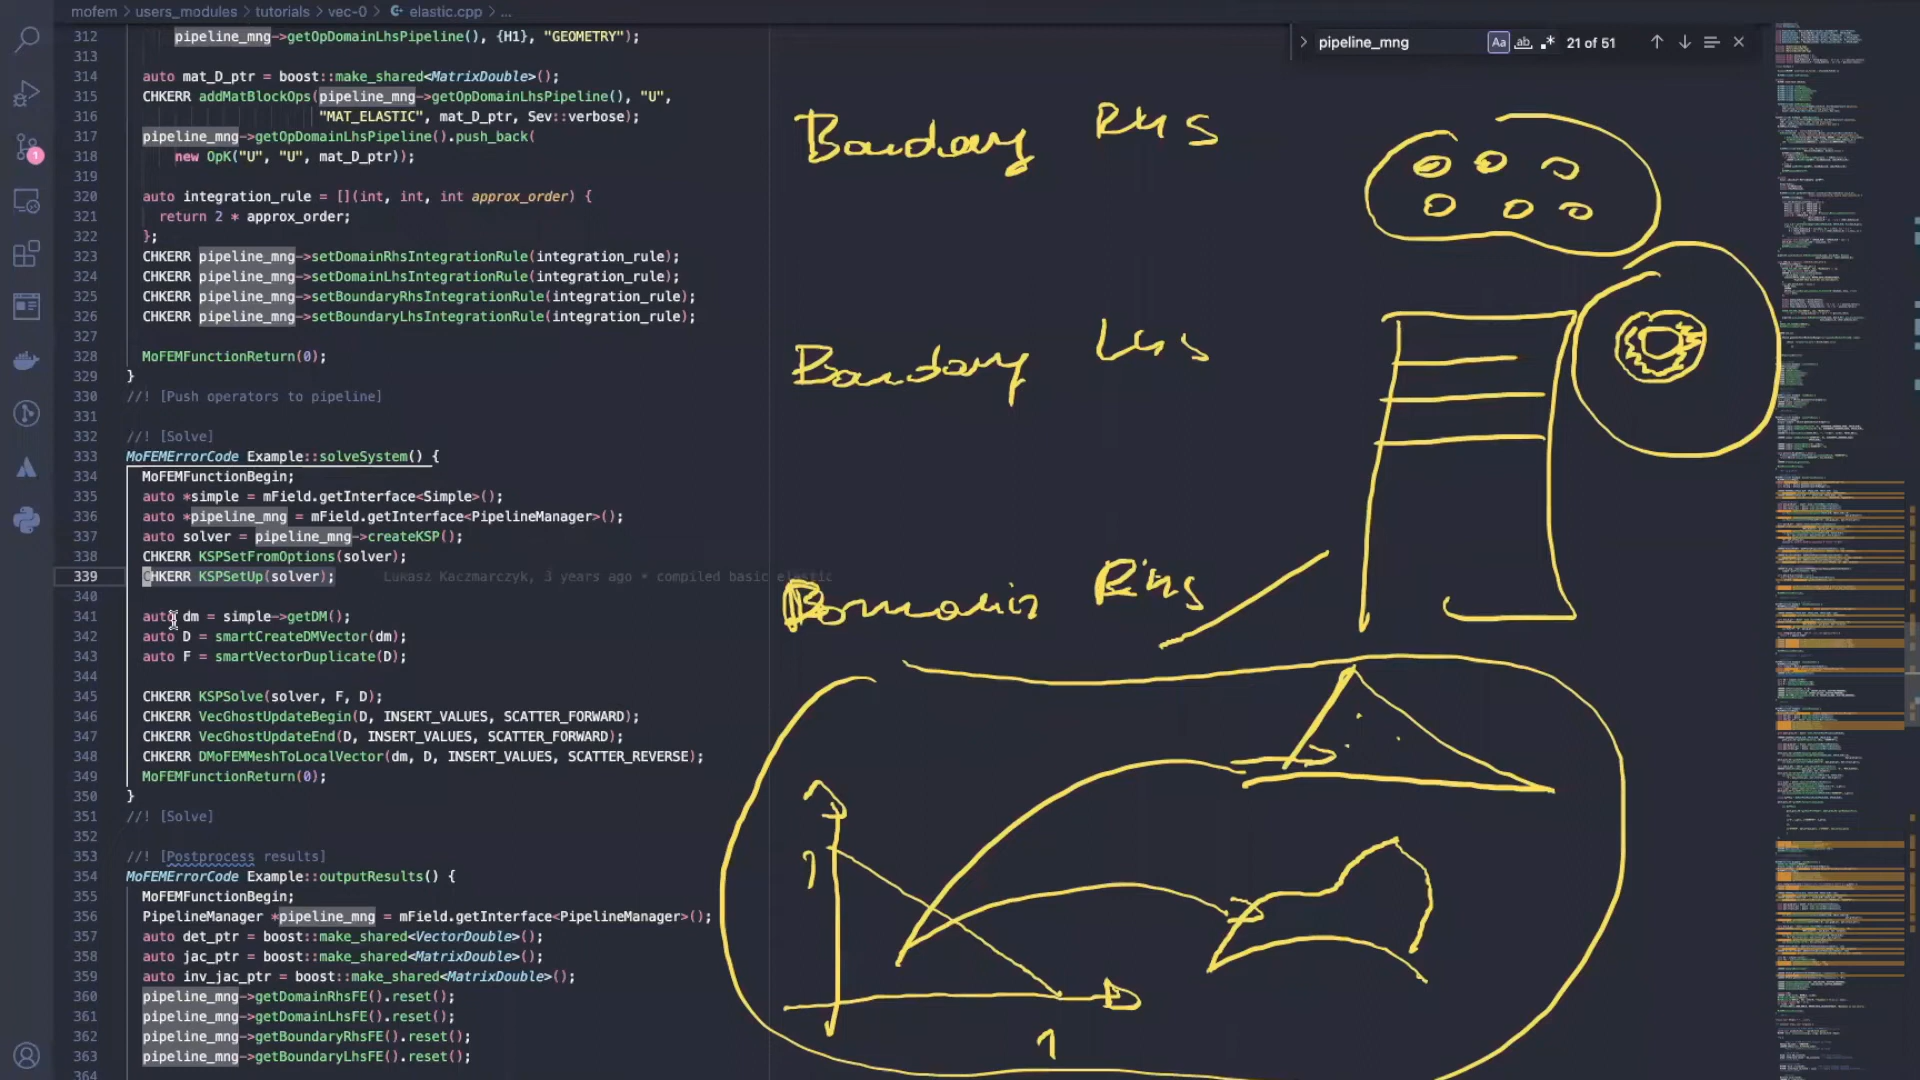 mofem > users_modules > tutorials > vec-0 > elastic.cpp > ...
pipeline_mng
Aa ab .* 21 of 51
312 pipeline_mng->getOpDomainLhsPipeline(), {H1}, "GEOMETRY");
313
314 auto mat_D_ptr = boost::make_shared<MatrixDouble>();
315 CHKERR addMatBlockOps(pipeline_mng->getOpDomainLhsPipeline(), "U",
316 "MAT_ELASTIC", mat_D_ptr, Sev::verbose);
317 pipeline_mng->getOpDomainLhsPipeline().push_back(
318 new OpK("U", "U", mat_D_ptr));
319
320 auto integration_rule = [](int, int, int approx_order) {
321 return 2 * approx_order;
322 };
323 CHKERR pipeline_mng->setDomainRhsIntegrationRule(integration_rule);
324 CHKERR pipeline_mng->setDomainLhsIntegrationRule(integration_rule);
325 CHKERR pipeline_mng->setBoundaryRhsIntegrationRule(integration_rule);
326 CHKERR pipeline_mng->setBoundaryLhsIntegrationRule(integration_rule);
327
328 MoFEMFunctionReturn(0);
329 }
330 //! [Push operators to pipeline]
331
332 //! [Solve]
333 MoFEMErrorCode Example::solveSystem() {
334 MoFEMFunctionBegin;
335 auto *simple = mField.getInterface<Simple>();
336 auto *pipeline_mng = mField.getInterface<PipelineManager>();
337 auto solver = pipeline_mng->createKSP();
338 CHKERR KSPSetFromOptions(solver);
339 CHKERR KSPSetUp(solver); Lukasz Kaczmarczyk, 3 years ago • compiled basic elastic
340
341 auto dm = simple->getDM();
342 auto D = smartCreateDMVector(dm);
343 auto F = smartVectorDuplicate(D);
344
345 CHKERR KSPSolve(solver, F, D);
346 CHKERR VecGhostUpdateBegin(D, INSERT_VALUES, SCATTER_FORWARD);
347 CHKERR VecGhostUpdateEnd(D, INSERT_VALUES, SCATTER_FORWARD);
348 CHKERR DMoFEMMeshToLocalVector(dm, D, INSERT_VALUES, SCATTER_REVERSE);
349 MoFEMFunctionReturn(0);
350 }
351 //! [Solve]
352
353 //! [Postprocess results]
354 MoFEMErrorCode Example::outputResults() {
355 MoFEMFunctionBegin;
356 PipelineManager *pipeline_mng = mField.getInterface<PipelineManager>();
357 auto det_ptr = boost::make_shared<VectorDouble>();
358 auto jac_ptr = boost::make_shared<MatrixDouble>();
359 auto inv_jac_ptr = boost::make_shared<MatrixDouble>();
360 pipeline_mng->getDomainRhsFE().reset();
361 pipeline_mng->getDomainLhsFE().reset();
362 pipeline_mng->getBoundaryRhsFE().reset();
363 pipeline_mng->getBoundaryLhsFE().reset();
364
1
Boundary Rhs
Boundary Lhs
Rhs
1
1